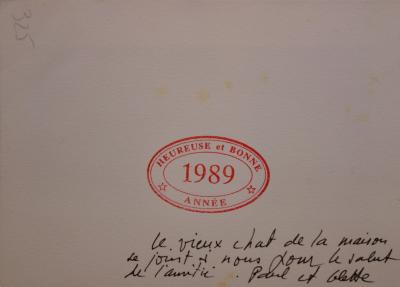 325
HEUREUSE et BONNE
1989
ANNÉE
Le vieux chat de la maison
se joint à nous pour le salut
de l'amitié. Paul et